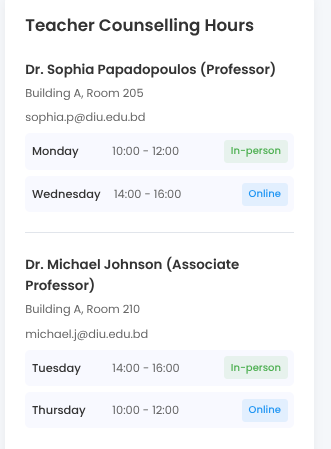 Teacher Counselling Hours
Dr. Sophia Papadopoulos (Professor)
Building A, Room 205
sophia.p@diu.edu.bd
Monday 10:00 - 12:00 In-person
Wednesday 14:00 - 16:00 Online
Dr. Michael Johnson (Associate
Professor)
Building A, Room 210
michael.j@diu.edu.bd
Tuesday 14:00 - 16:00 In-person
Thursday 10:00 - 12:00 Online